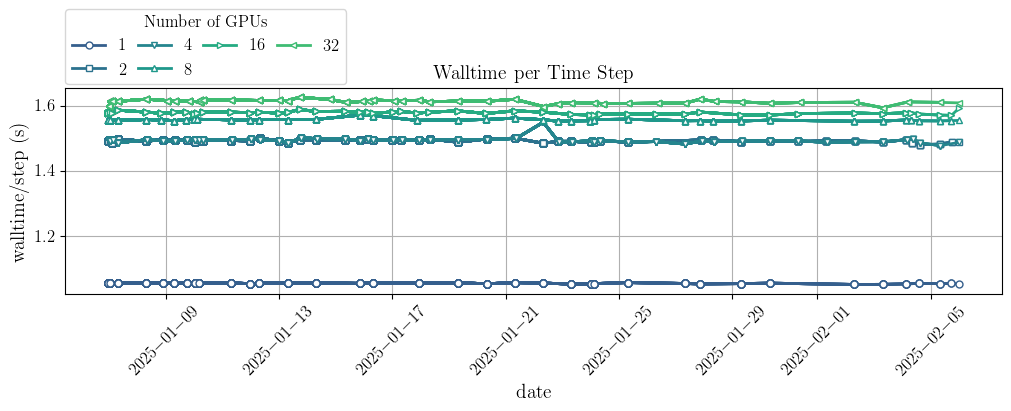 Number of GPUs
1 4 16 32
2 8
Walltime per Time Step
walltime/step (s)
1.6
1.4
1.2
2025−01−09
2025−01−13
2025−01−17
2025−01−21
2025−01−25
2025−01−29
2025−02−01
2025−02−05
date